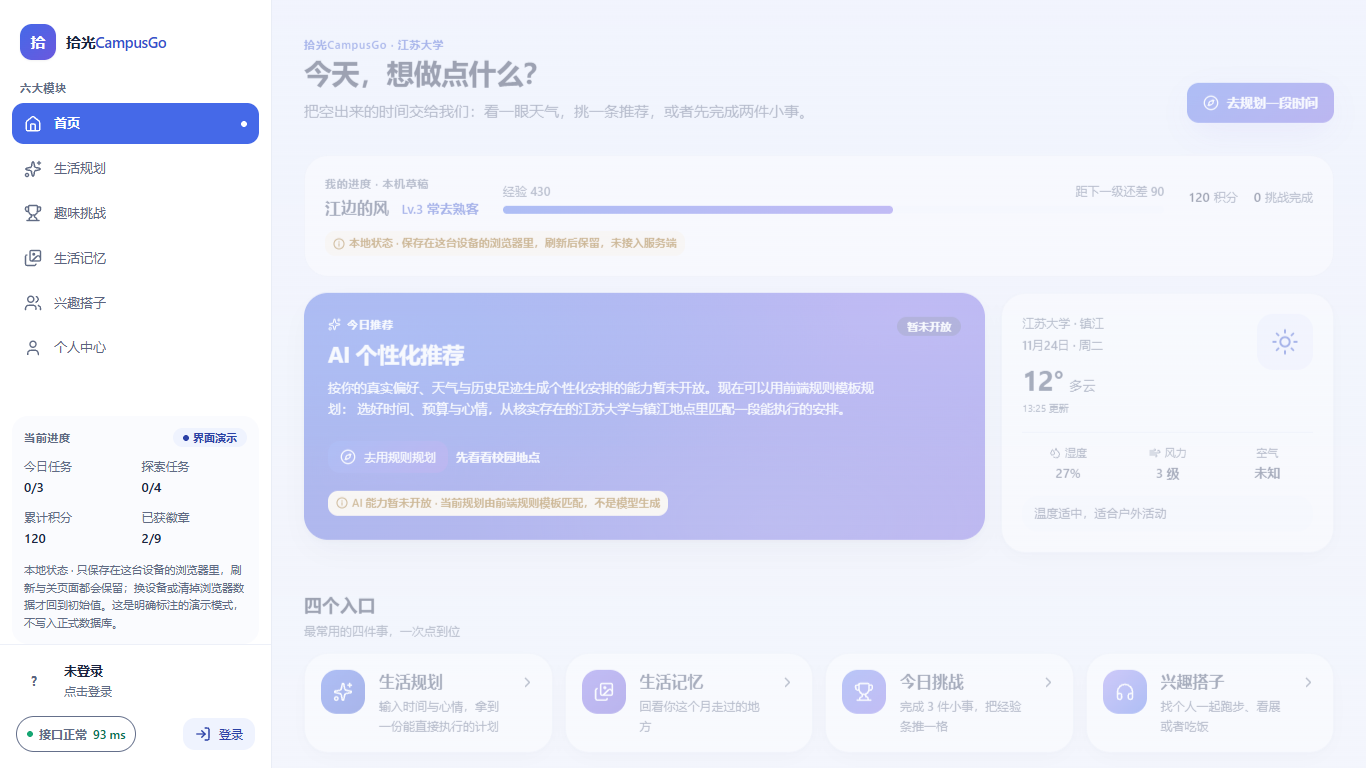 拾 拾光CampusGo
六大模块
首页
生活规划
趣味挑战
生活记忆
兴趣搭子
个人中心
当前进度
界面演示
今日任务
探索任务
0/3
0/4
累计积分
已获徽章
120
2/9
本地状态 · 只保存在这台设备的浏览器里，刷
新与关页面都会保留；换设备或清掉浏览器数
据才回到初始值。这是明确标注的演示模式，
不写入正式数据库。
?
未登录
点击登录
接口正常 93 ms
登录
拾光CampusGo · 江苏大学
今天，想做点什么？
把空出来的时间交给我们：看一眼天气，挑一条推荐，或者先完成两件小事。
去规划一段时间
我的进度 · 本机草稿
江边的风 Lv.3 常去熟客
经验 430
距下一级还差 90
120 积分
0 挑战完成
本地状态 · 保存在这台设备的浏览器里，刷新后保留，未接入服务端
今日推荐
暂未开放
AI 个性化推荐
按你的真实偏好、天气与历史足迹生成个性化安排的能力暂未开放。现在可以用前端规则模板规
划： 选好时间、预算与心情，从核实存在的江苏大学与镇江地点里匹配一段能执行的安排。
去用规则规划
先看看校园地点
AI 能力暂未开放 · 当前规划由前端规则模板匹配，不是模型生成
江苏大学 · 镇江
11月24日 · 周二
12° 多云
13:25 更新
湿度
风力
空气
27%
3 级
未知
温度适中，适合户外活动
四个入口
最常用的四件事，一次点到位
生活规划
输入时间与心情，拿到
一份能直接执行的计划
生活记忆
回看你这个月走过的地
方
今日挑战
完成 3 件小事，把经验
条推一格
兴趣搭子
找个人一起跑步、看展
或者吃饭